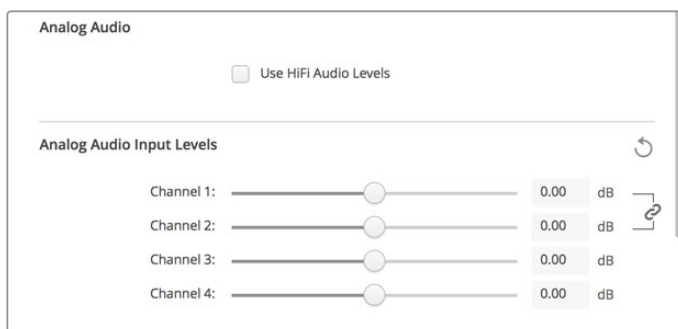 Analog Audio
Use HiFi Audio Levels
Analog Audio Input Levels
Channel 1: 0.00 dB
Channel 2: 0.00 dB
Channel 3: 0.00 dB
Channel 4: 0.00 dB